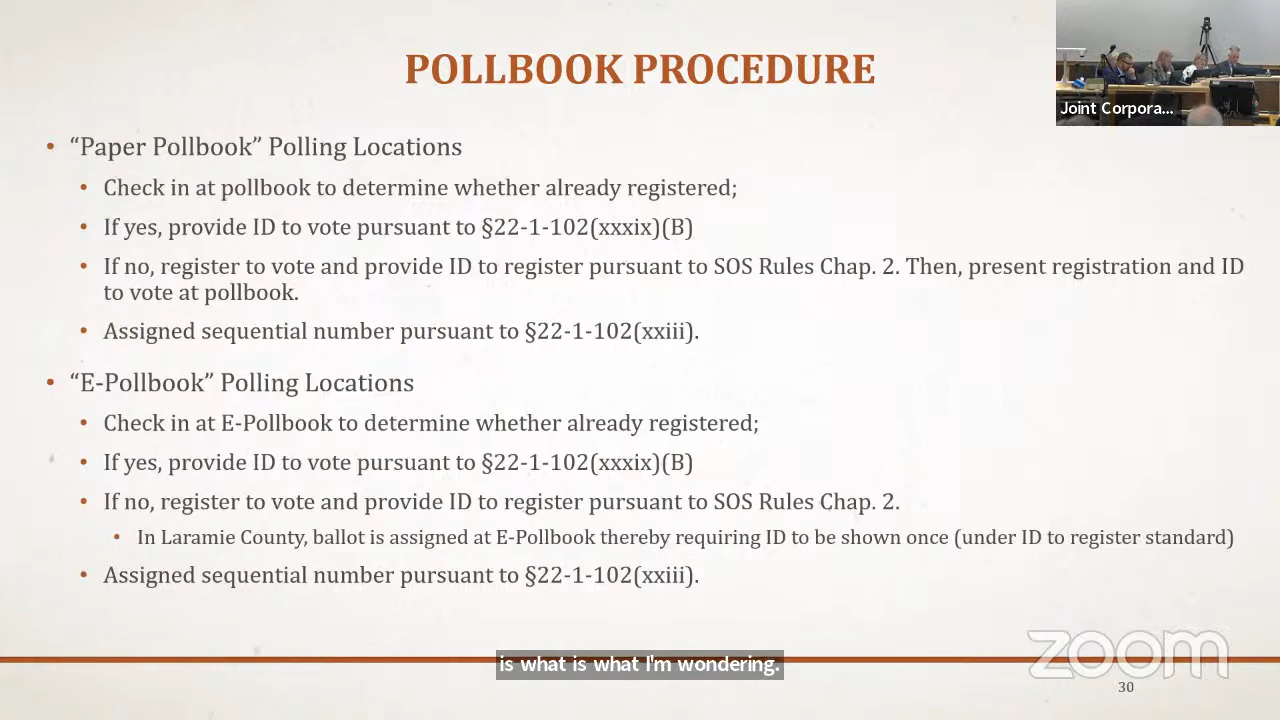 POLLBOOK PROCEDURE
Joint Corpora...
• “Paper Pollbook” Polling Locations
• Check in at pollbook to determine whether already registered;
• If yes, provide ID to vote pursuant to §22-1-102(xxxix)(B)
• If no, register to vote and provide ID to register pursuant to SOS Rules Chap. 2. Then, present registration and ID
to vote at pollbook.
• Assigned sequential number pursuant to §22-1-102(xxiii).
• “E-Pollbook” Polling Locations
• Check in at E-Pollbook to determine whether already registered;
• If yes, provide ID to vote pursuant to §22-1-102(xxxix)(B)
• If no, register to vote and provide ID to register pursuant to SOS Rules Chap. 2.
• In Laramie County, ballot is assigned at E-Pollbook thereby requiring ID to be shown once (under ID to register standard)
• Assigned sequential number pursuant to §22-1-102(xxiii).
zoom
is what is what I'm wondering.
30